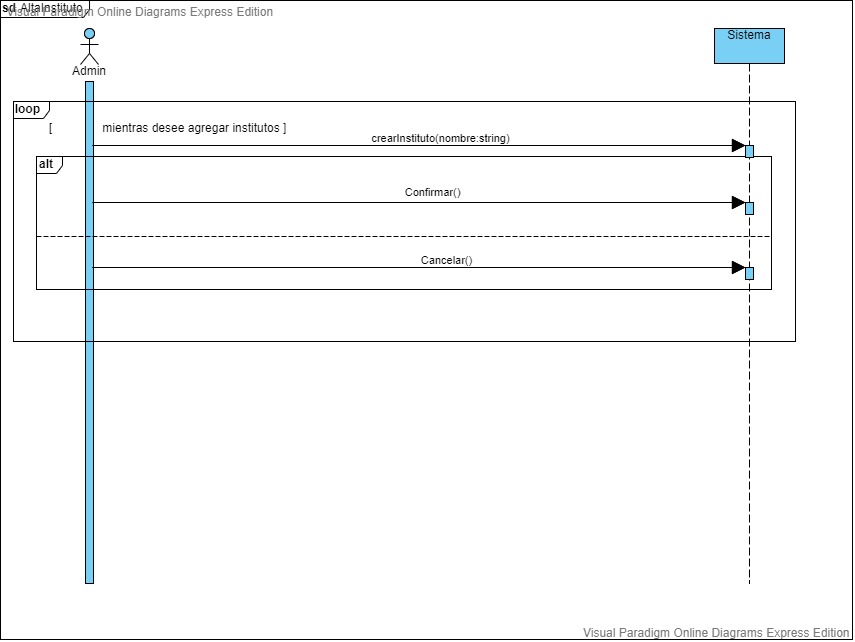 sd AltaInstituto
Visual Paradigm Online Diagrams Express Edition
Admin
Sistema
loop
[ mientras desee agregar institutos ]
crearInstituto(nombre:string)
alt
Confirmar()
Cancelar()
Visual Paradigm Online Diagrams Express Edition